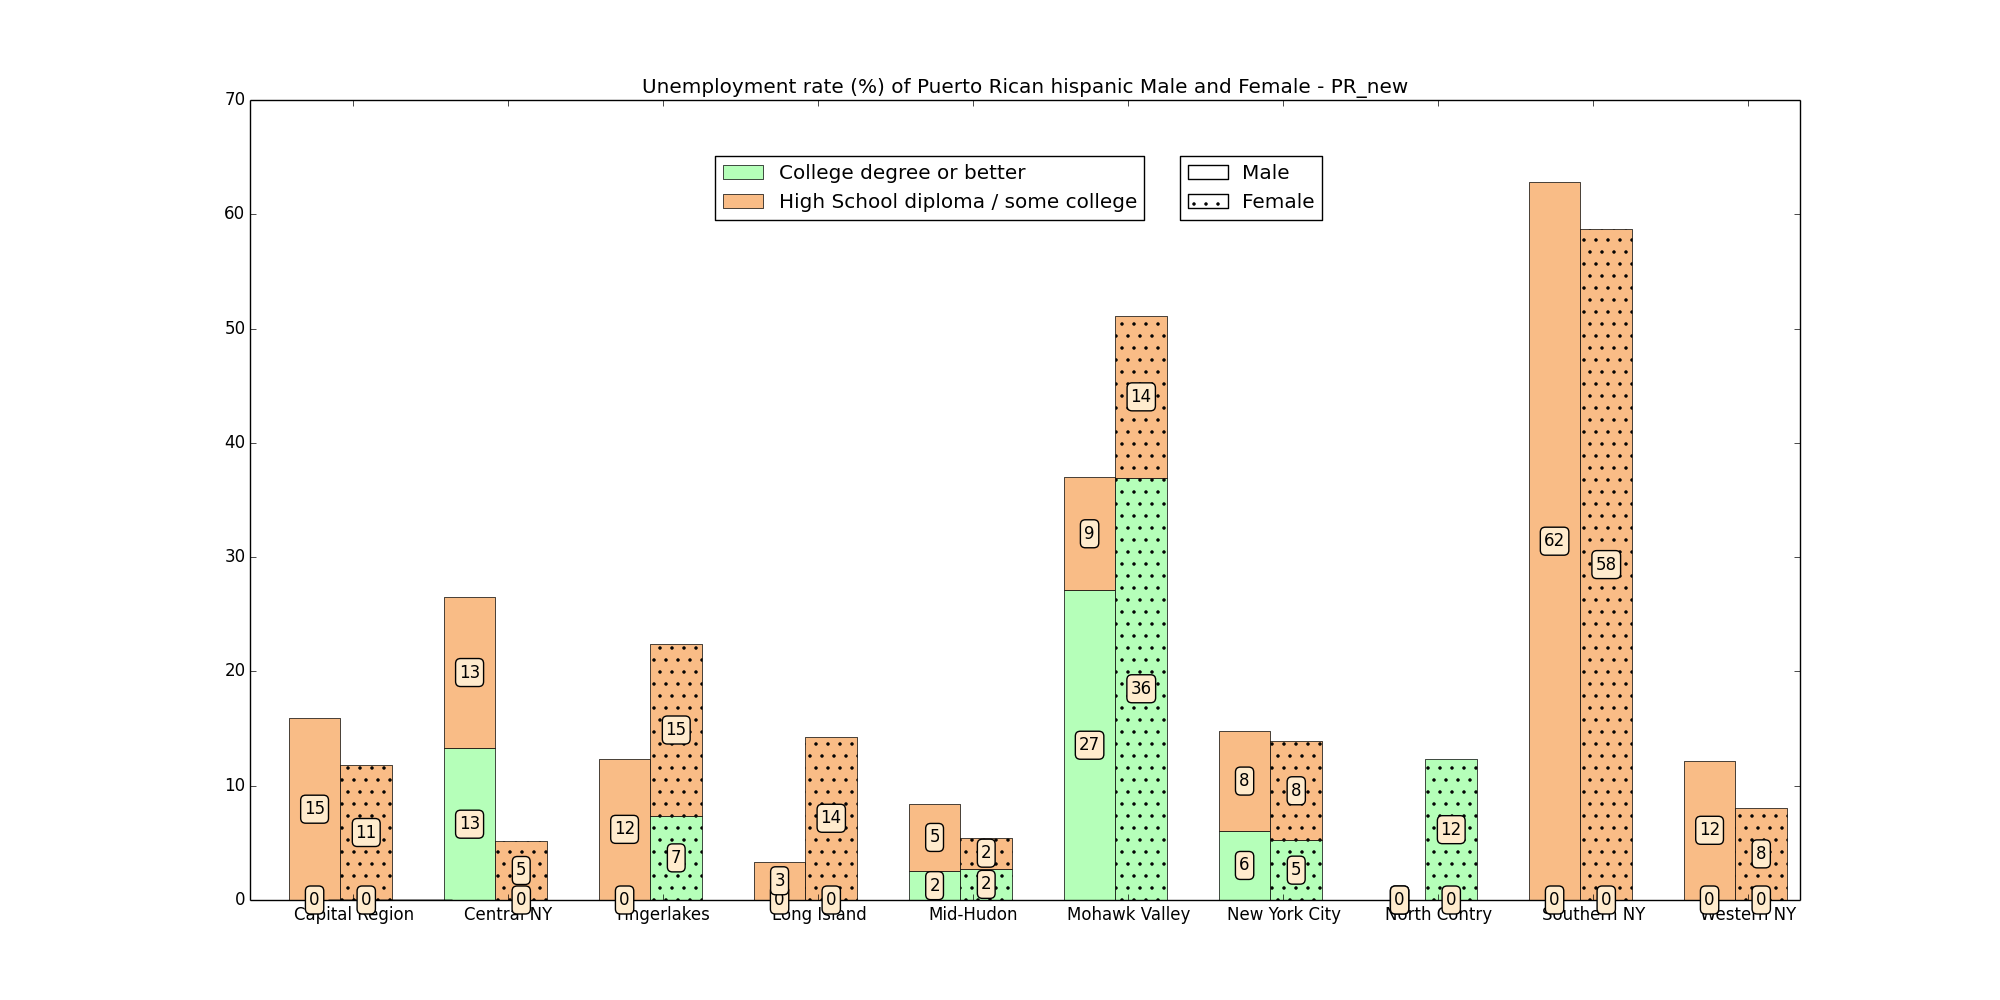 Unemployment rate (%) of Puerto Rican hispanic Male and Female - PR_new
College degree or better
High School diploma / some college
Male
Female
70
60
50
40
30
20
10
0
15 0
11 0
13 13
5 0
12 0
15 7
3 0
14 0
5 2
2 2
9 27
14 36
8 6
8 5
0 0
12 0
62 0
58 0
12 0
8 0
Capital Region
Central NY
Fingerlakes
Long Island
Mid-Hudon
Mohawk Valley
New York City
North Contry
Southern NY
Western NY